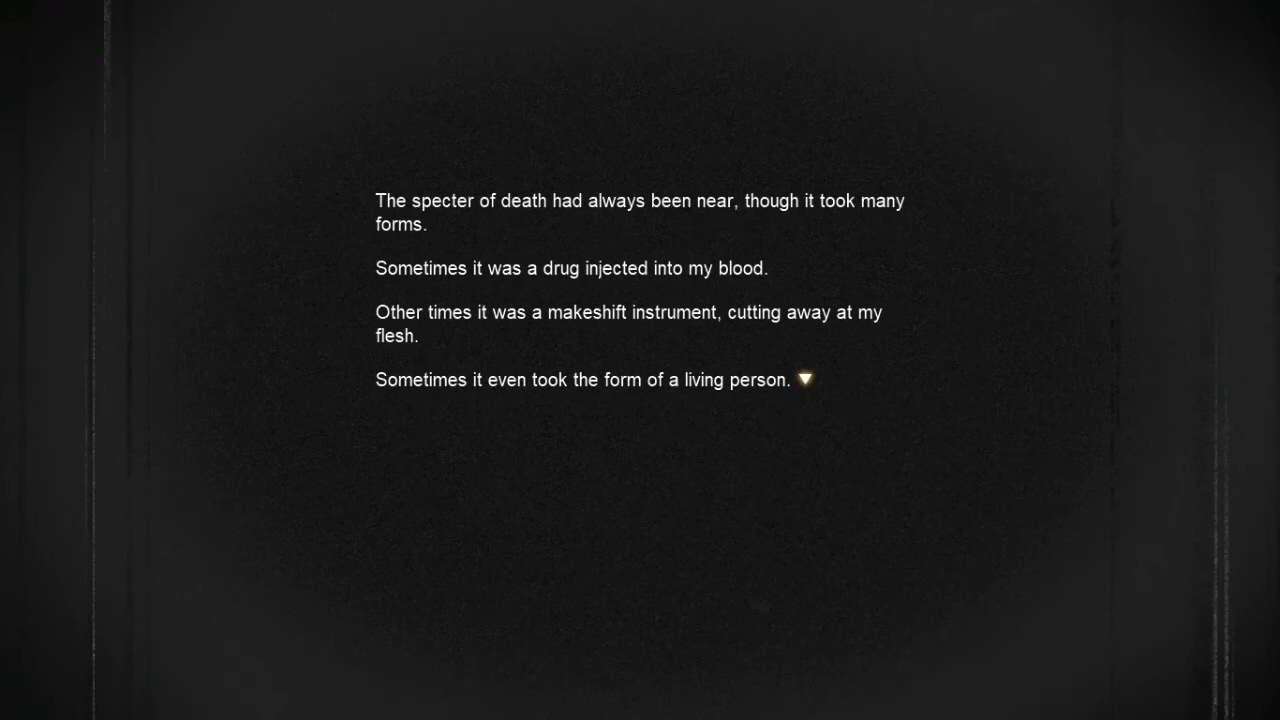 The specter of death had always been near, though it took many
forms.
Sometimes it was a drug injected into my blood.
Other times it was a makeshift instrument, cutting away at my
flesh.
Sometimes it even took the form of a living person.